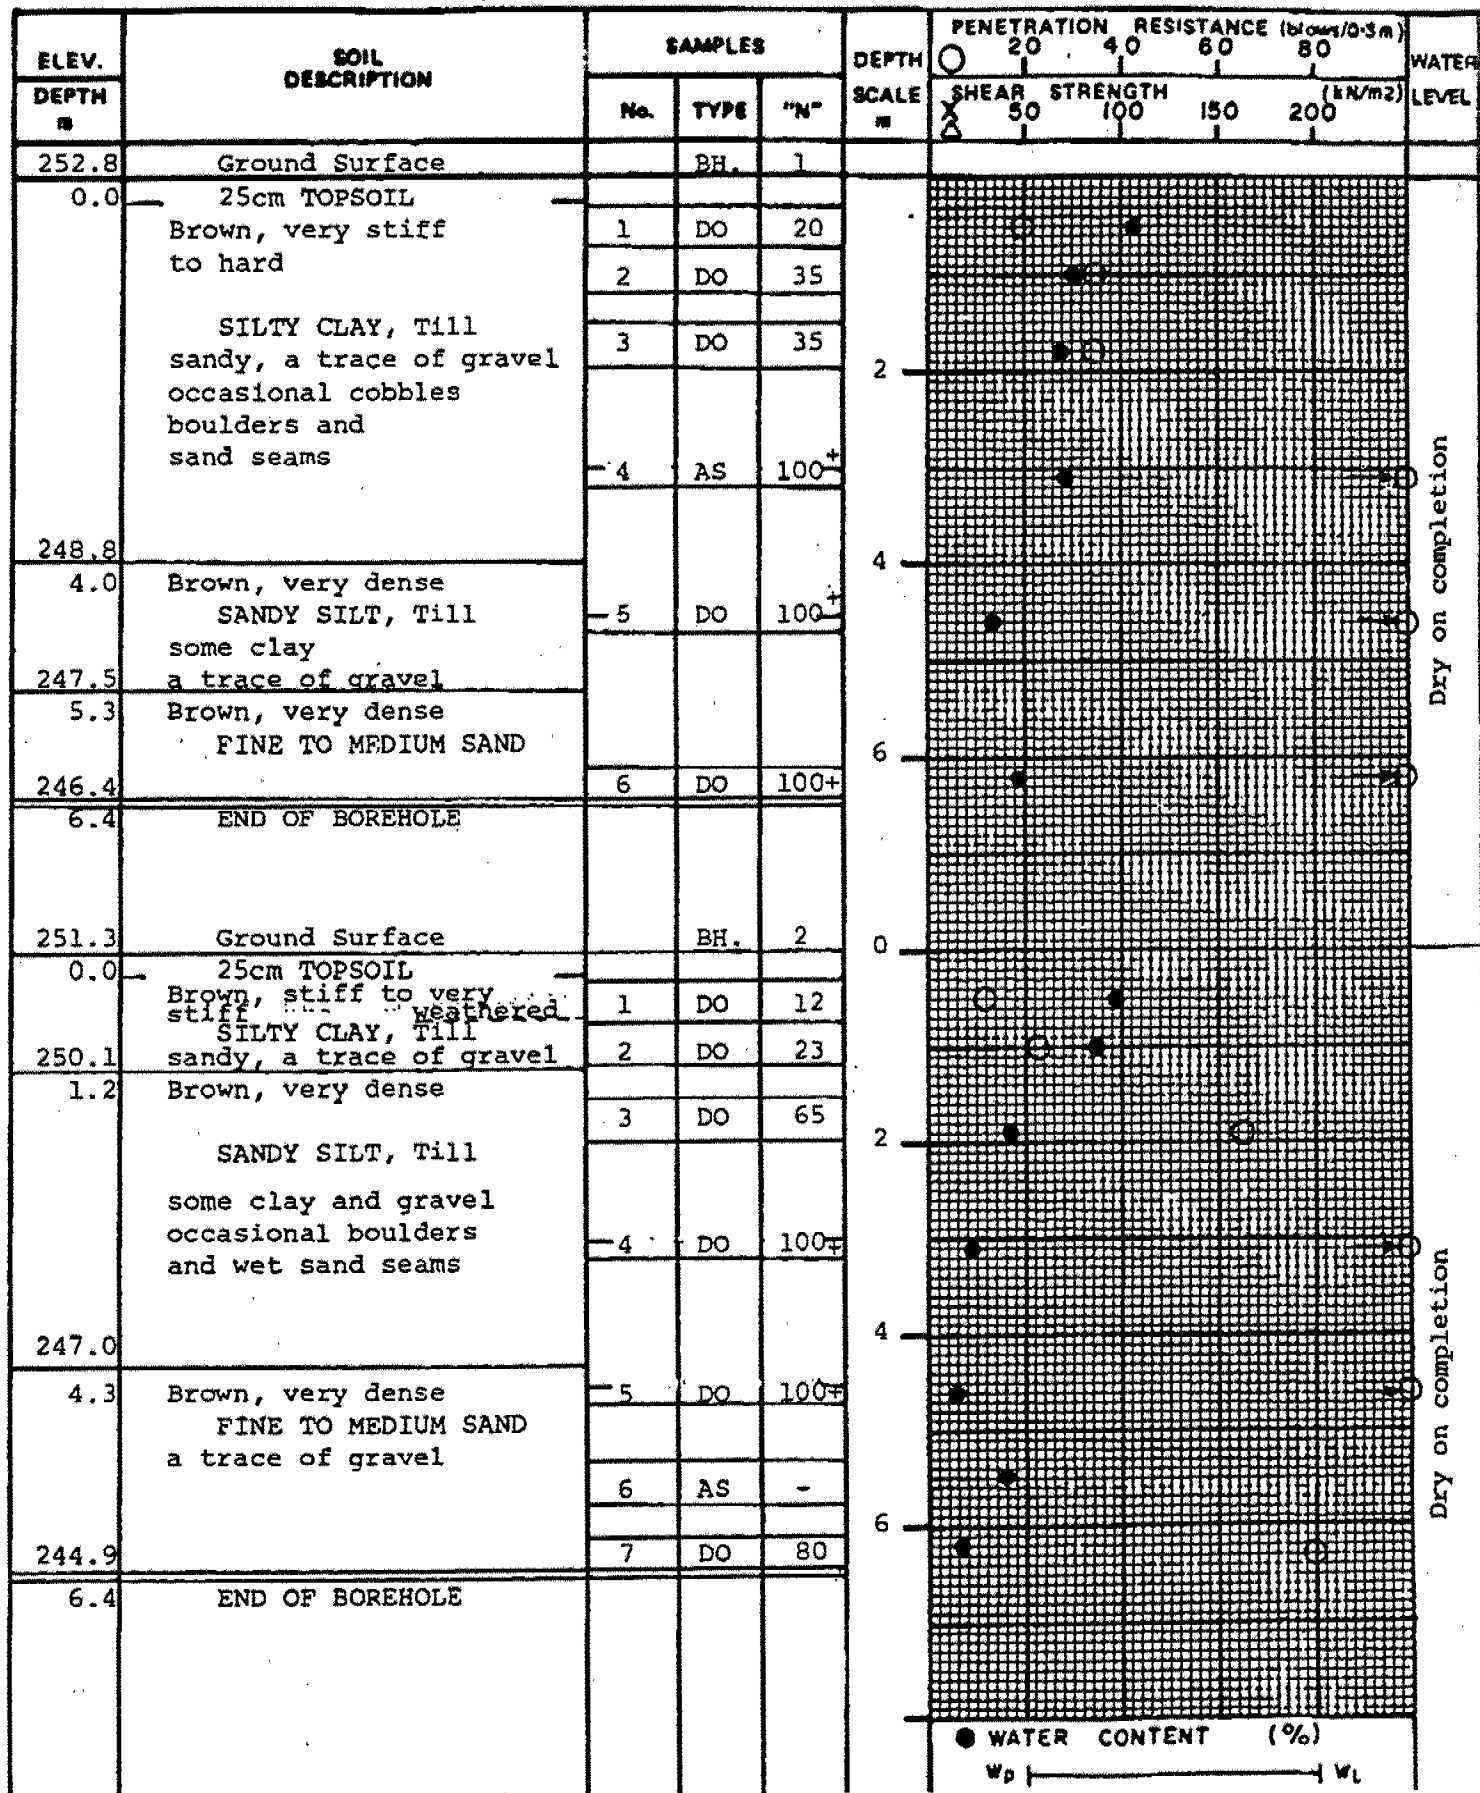 ELEV.
DEPTH
m
SOIL
DESCRIPTION
SAMPLES
No. TYPE "N"
DEPTH
SCALE
m
PENETRATION RESISTANCE (blows/0.3m)
20 40 60 80
SHEAR STRENGTH (kN/m2)
X 50 100 150 200
WATER
LEVEL
252.8 Ground Surface BH. 1
0.0 25cm TOPSOIL
Brown, very stiff 1 DO 20
to hard
2 DO 35
SILTY CLAY, Till
3 DO 35
sandy, a trace of gravel
2
occasional cobbles
boulders and
sand seams
4 AS 100+
248.8
4
4.0 Brown, very dense
SANDY SILT, Till 5 DO 100+
some clay
247.5 a trace of gravel
5.3 Brown, very dense
FINE TO MEDIUM SAND
6
246.4 6 DO 100+
6.4 END OF BOREHOLE
Dry on completion
251.3 Ground Surface BH. 2
0
0.0 25cm TOPSOIL
Brown, stiff to very
stiff weathered 1 DO 12
SILTY CLAY, Till
250.1 sandy, a trace of gravel 2 DO 23
1.2 Brown, very dense
3 DO 65
2
SANDY SILT, Till
some clay and gravel
occasional boulders 4 DO 100+
and wet sand seams
4
247.0
4.3 Brown, very dense 5 DO 100+
FINE TO MEDIUM SAND
a trace of gravel
6 AS -
6
244.9 7 DO 80
6.4 END OF BOREHOLE
Dry on completion
WATER CONTENT (%)
Wp WL